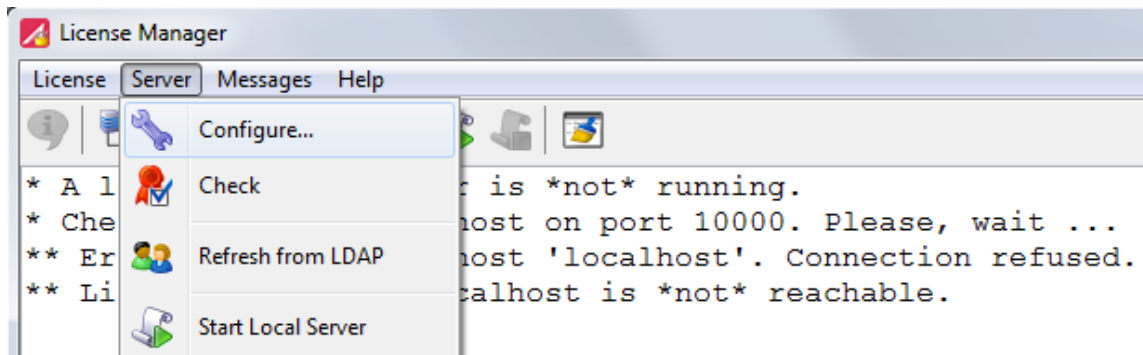 License Manager
License Server Messages Help
Configure...
Check
Refresh from LDAP
Start Local Server
* A l r is *not* running.
* Che host on port 10000. Please, wait ...
** Er host 'localhost'. Connection refused.
** Li calhost is *not* reachable.